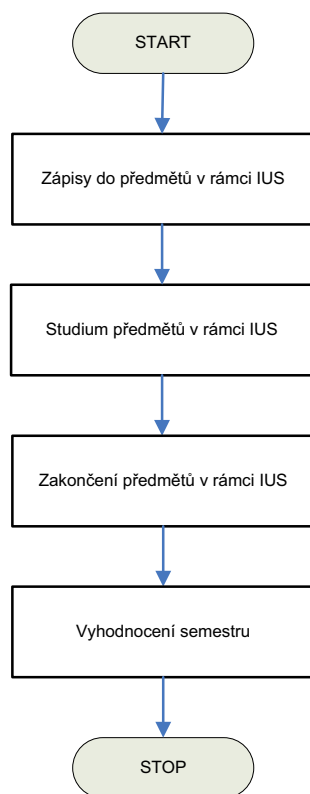 START
Zápisy do předmětů v rámci IUS
Studium předmětů v rámci IUS
Zakončení předmětů v rámci IUS
Vyhodnocení semestru
STOP